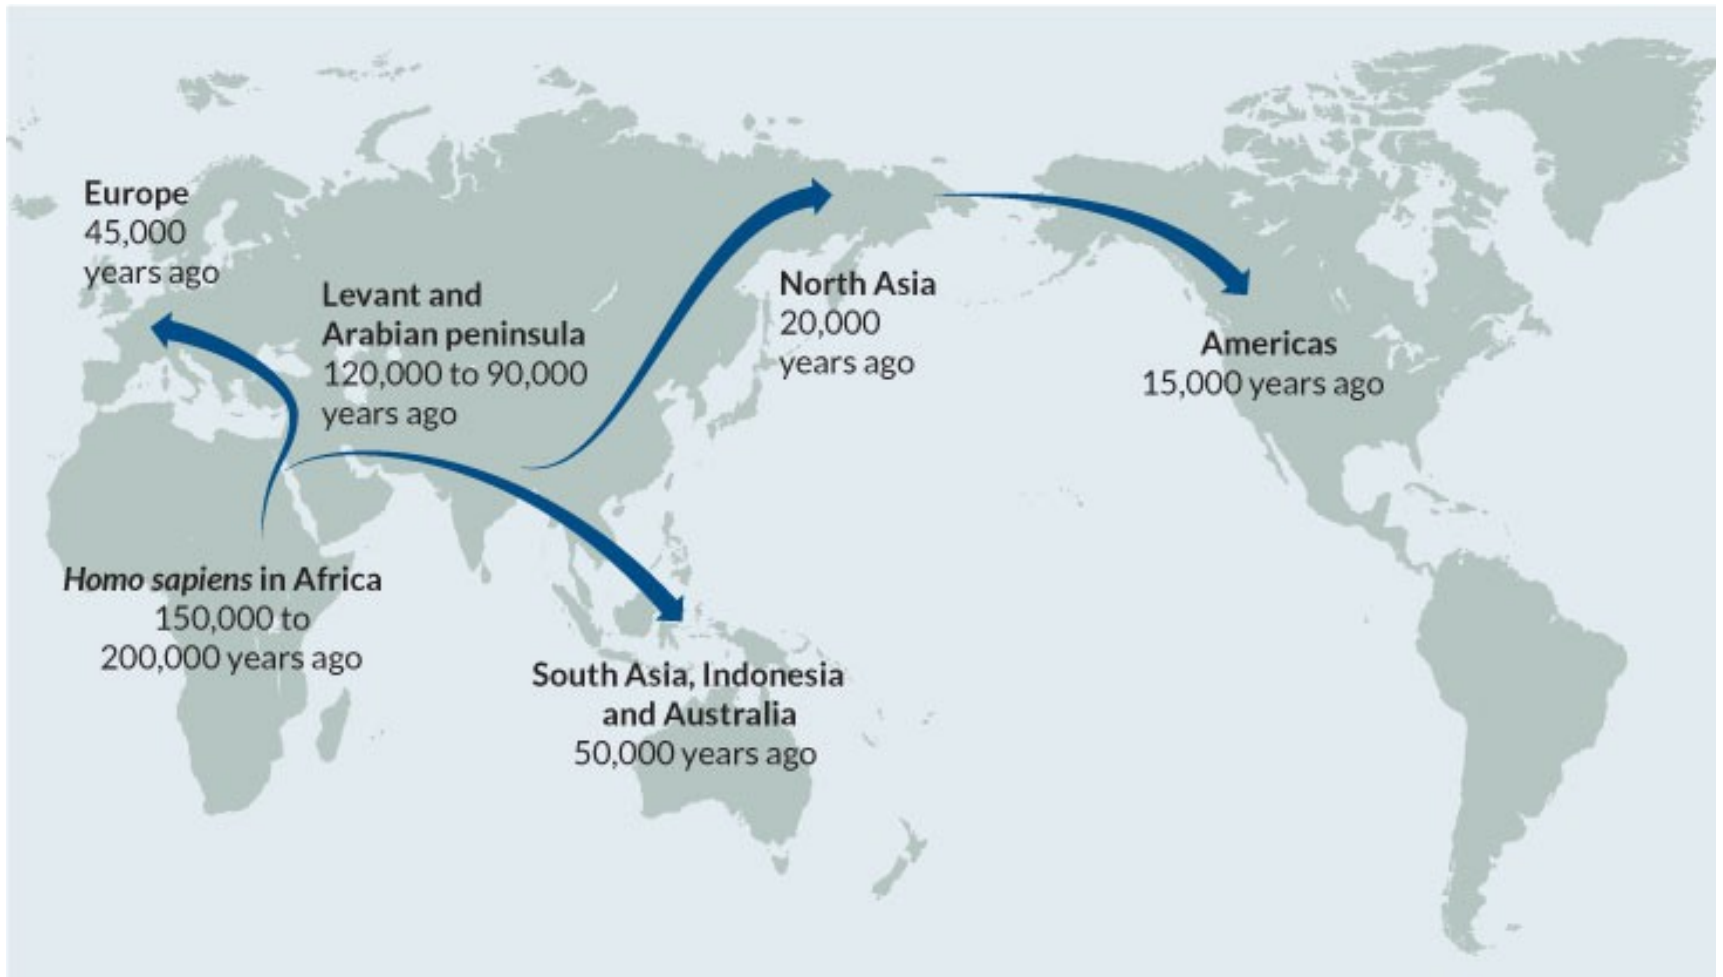 Europe
45,000
years ago
Levant and
Arabian peninsula
120,000 to 90,000
years ago
North Asia
20,000
years ago
Americas
15,000 years ago
Homo sapiens in Africa
150,000 to
200,000 years ago
South Asia, Indonesia
and Australia
50,000 years ago